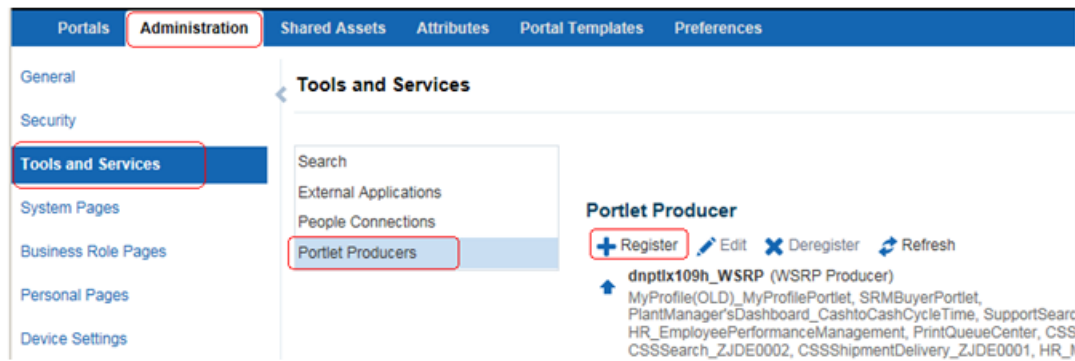 Portals Administration Shared Assets Attributes Portal Templates Preferences
General
Security
Tools and Services
System Pages
Business Role Pages
Personal Pages
Device Settings
Tools and Services
Search
External Applications
People Connections
Portlet Producers
Portlet Producer
Register Edit Deregister Refresh
dnptlx109h_WSRP (WSRP Producer)
MyProfile(OLD)_MyProfilePortlet, SRMBuyerPortlet,
PlantManager'sDashboard_CashtoCashCycleTime, SupportSearc
HR_EmployeePerformanceManagement, PrintQueueCenter, CSS
CSSSearch_ZJDE0002, CSSShipmentDelivery_ZJDE0001, HR_